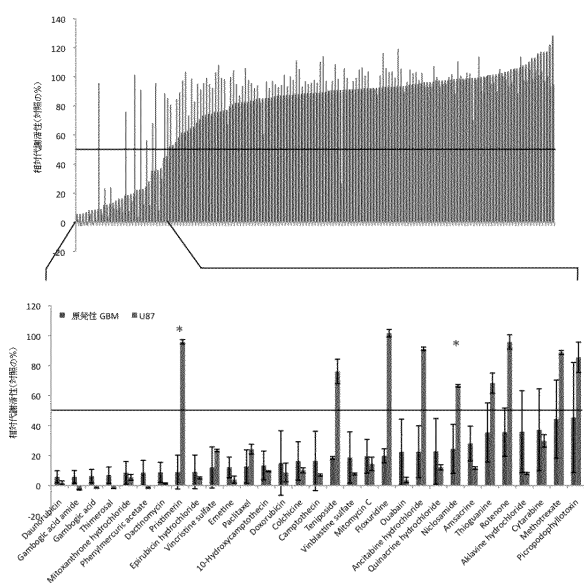 140
120
100
80
60
40
20
0
-20
相対代謝活性(対照の%)
120
100
80
60
40
20
0
-20
相対代謝活性(対照の%)
原発性 GBM
U87
*
*
Daunorubicin
Gambogic acid amide
Gambogic acid
Thimerosal
Mitoxanthrone hydrochloride
Phenylmercuric acetate
Dactinomycin
Pristimerin
Epirubicin hydrochloride
Vincristine sulfate
Emetine
Paclitaxel
10-Hydroxycamptothecin
Doxorubicin
Colchicine
Camptothecin
Teniposide
Vinblastine sulfate
Mitomycin C
Floxuridine
Ouabain
Ancitabine hydrochloride
Quinacrine hydrochloride
Niclosamide
Amsacrine
Thioguanine
Rotenone
Aklavine hydrochloride
Cytarabine
Methotrexate
Picropodophyllotoxin